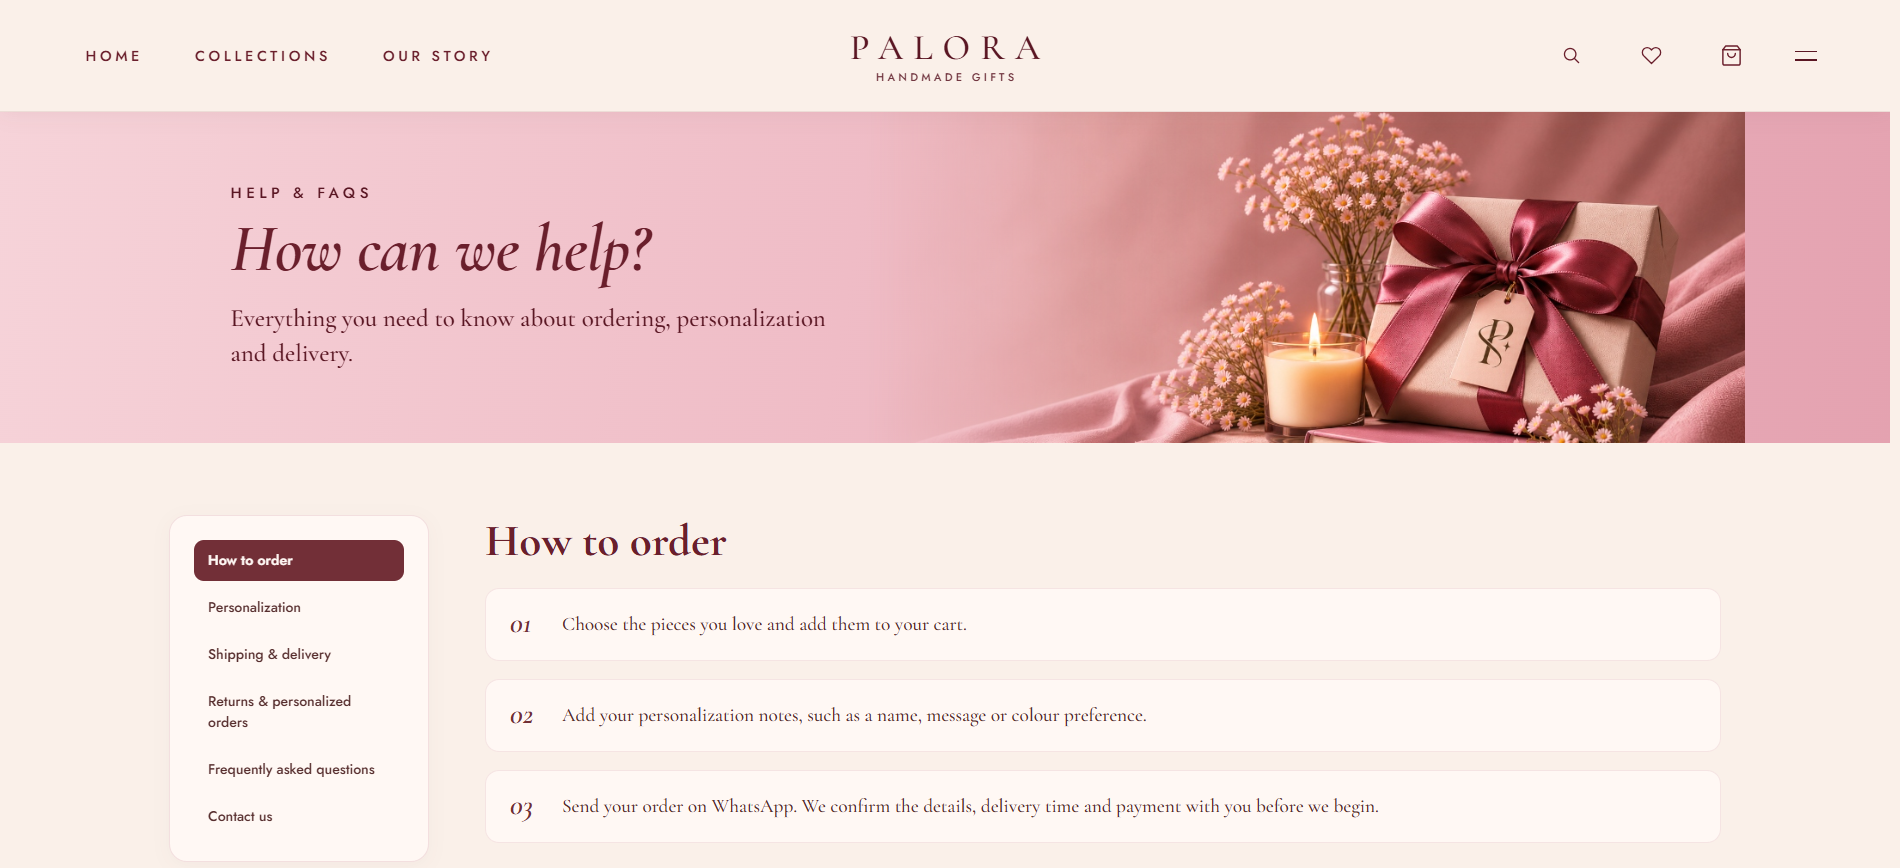 HOME
COLLECTIONS
OUR STORY
PALORA
HANDMADE GIFTS
HELP & FAQS
How can we help?
Everything you need to know about ordering, personalization
and delivery.
How to order
Personalization
Shipping & delivery
Returns & personalized
orders
Frequently asked questions
Contact us
How to order
01 Choose the pieces you love and add them to your cart.
02 Add your personalization notes, such as a name, message or colour preference.
03 Send your order on WhatsApp. We confirm the details, delivery time and payment with you before we begin.